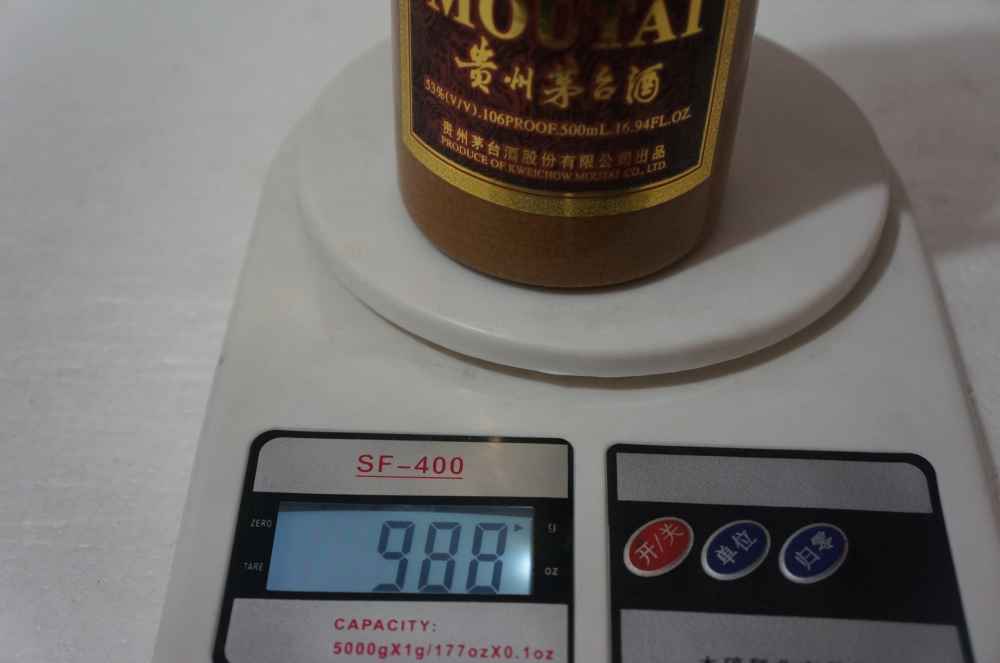 MOUTAI
贵州茅台酒
53%(V/V).106PROOF.500mL.16.94FL.OZ
贵州茅台酒股份有限公司出品
PRODUCE OF KWEICHOW MOUTAI CO., LTD
SF-400
ZERO
g
988
TARE
oz
开/关
单位
归零
CAPACITY:
5000gX1g/177ozX0.1oz